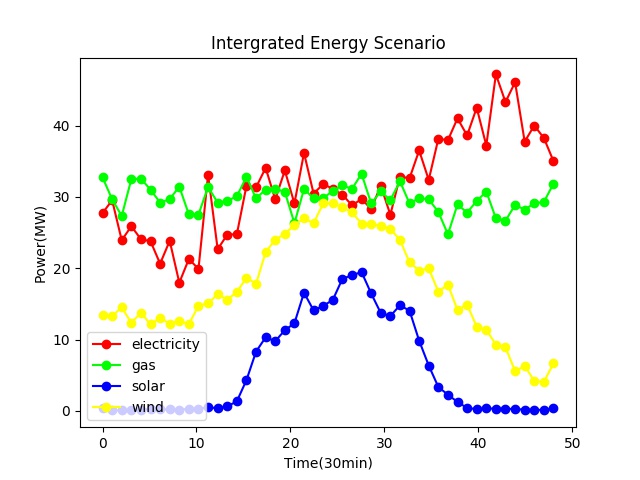 Intergrated Energy Scenario
Power(MW)
40
30
20
10
0
electricity
gas
solar
wind
0 10 20 30 40 50
Time(30min)